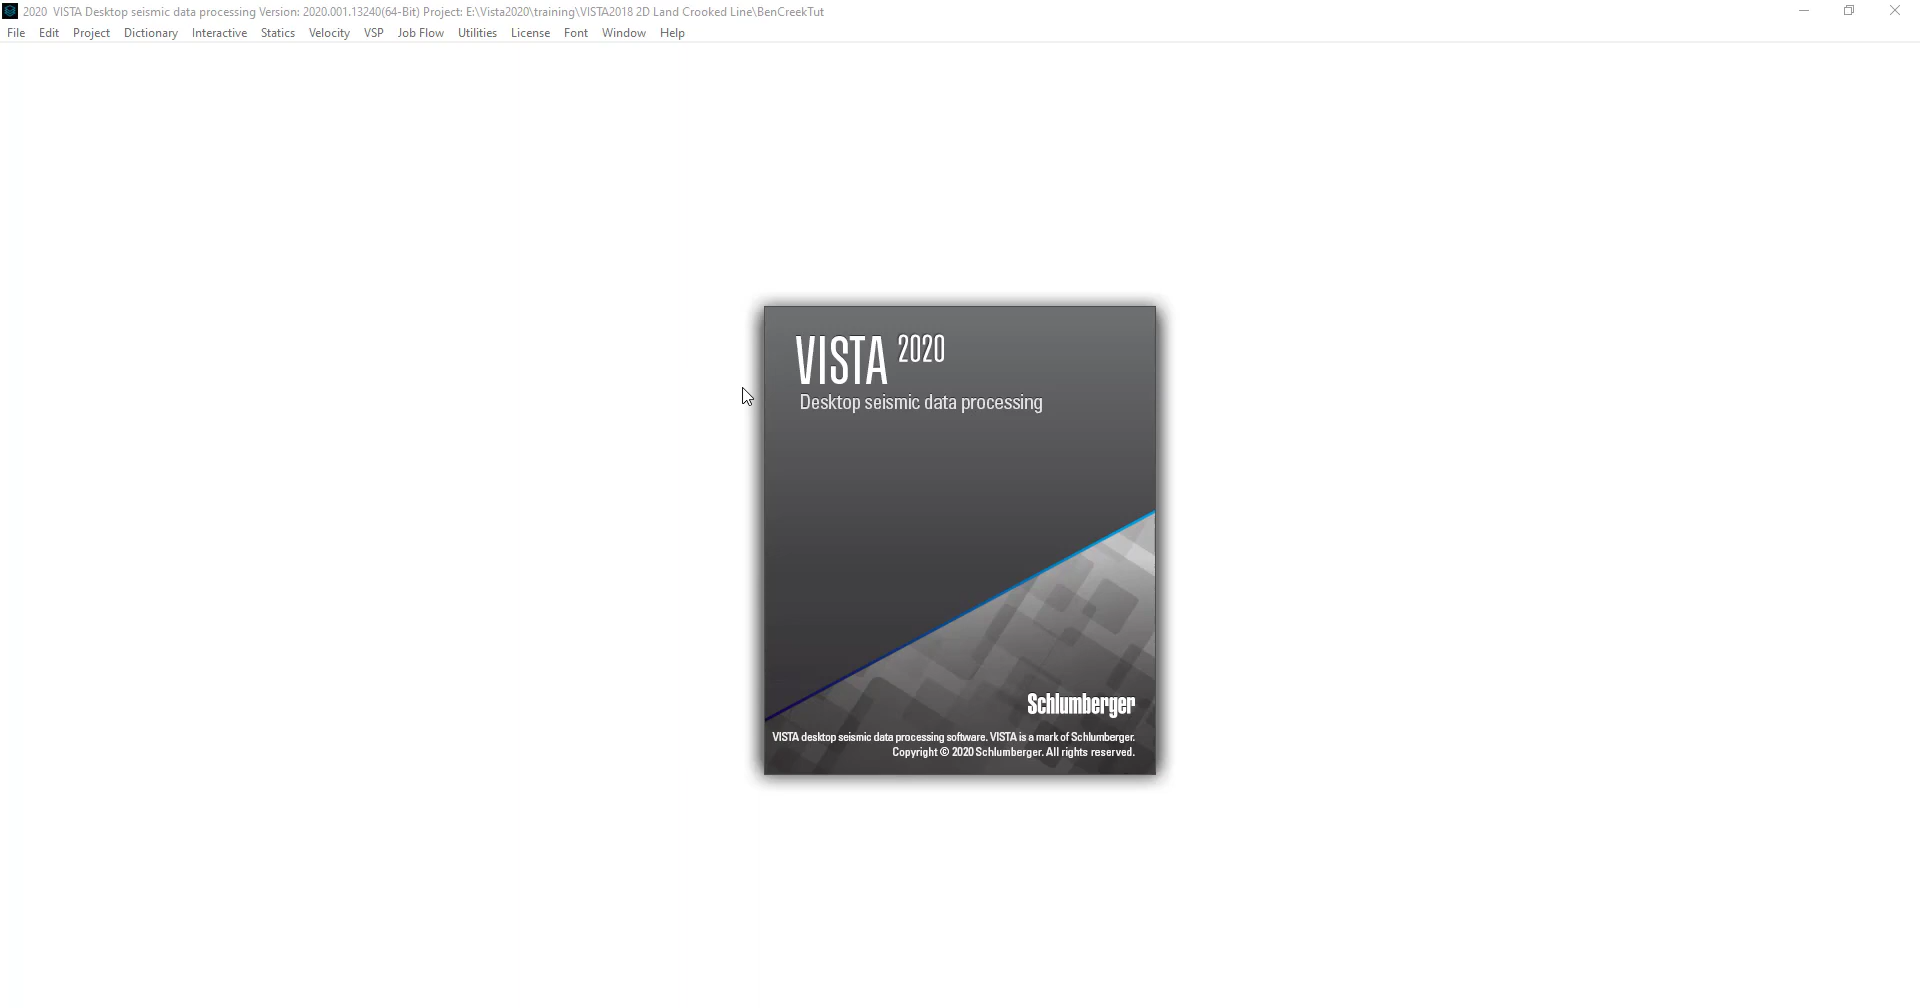 2020 VISTA Desktop seismic data processing Version: 2020.001.13240(64-Bit) Project: E:\Vista2020\training\VISTA2018 2D Land Crooked Line\BenCreekTut
File Edit Project Dictionary Interactive Statics Velocity VSP Job Flow Utilities License Font Window Help
VISTA 2020
Desktop seismic data processing
Schlumberger
VISTA desktop seismic data processing software. VISTA is a mark of Schlumberger.
Copyright © 2020 Schlumberger. All rights reserved.